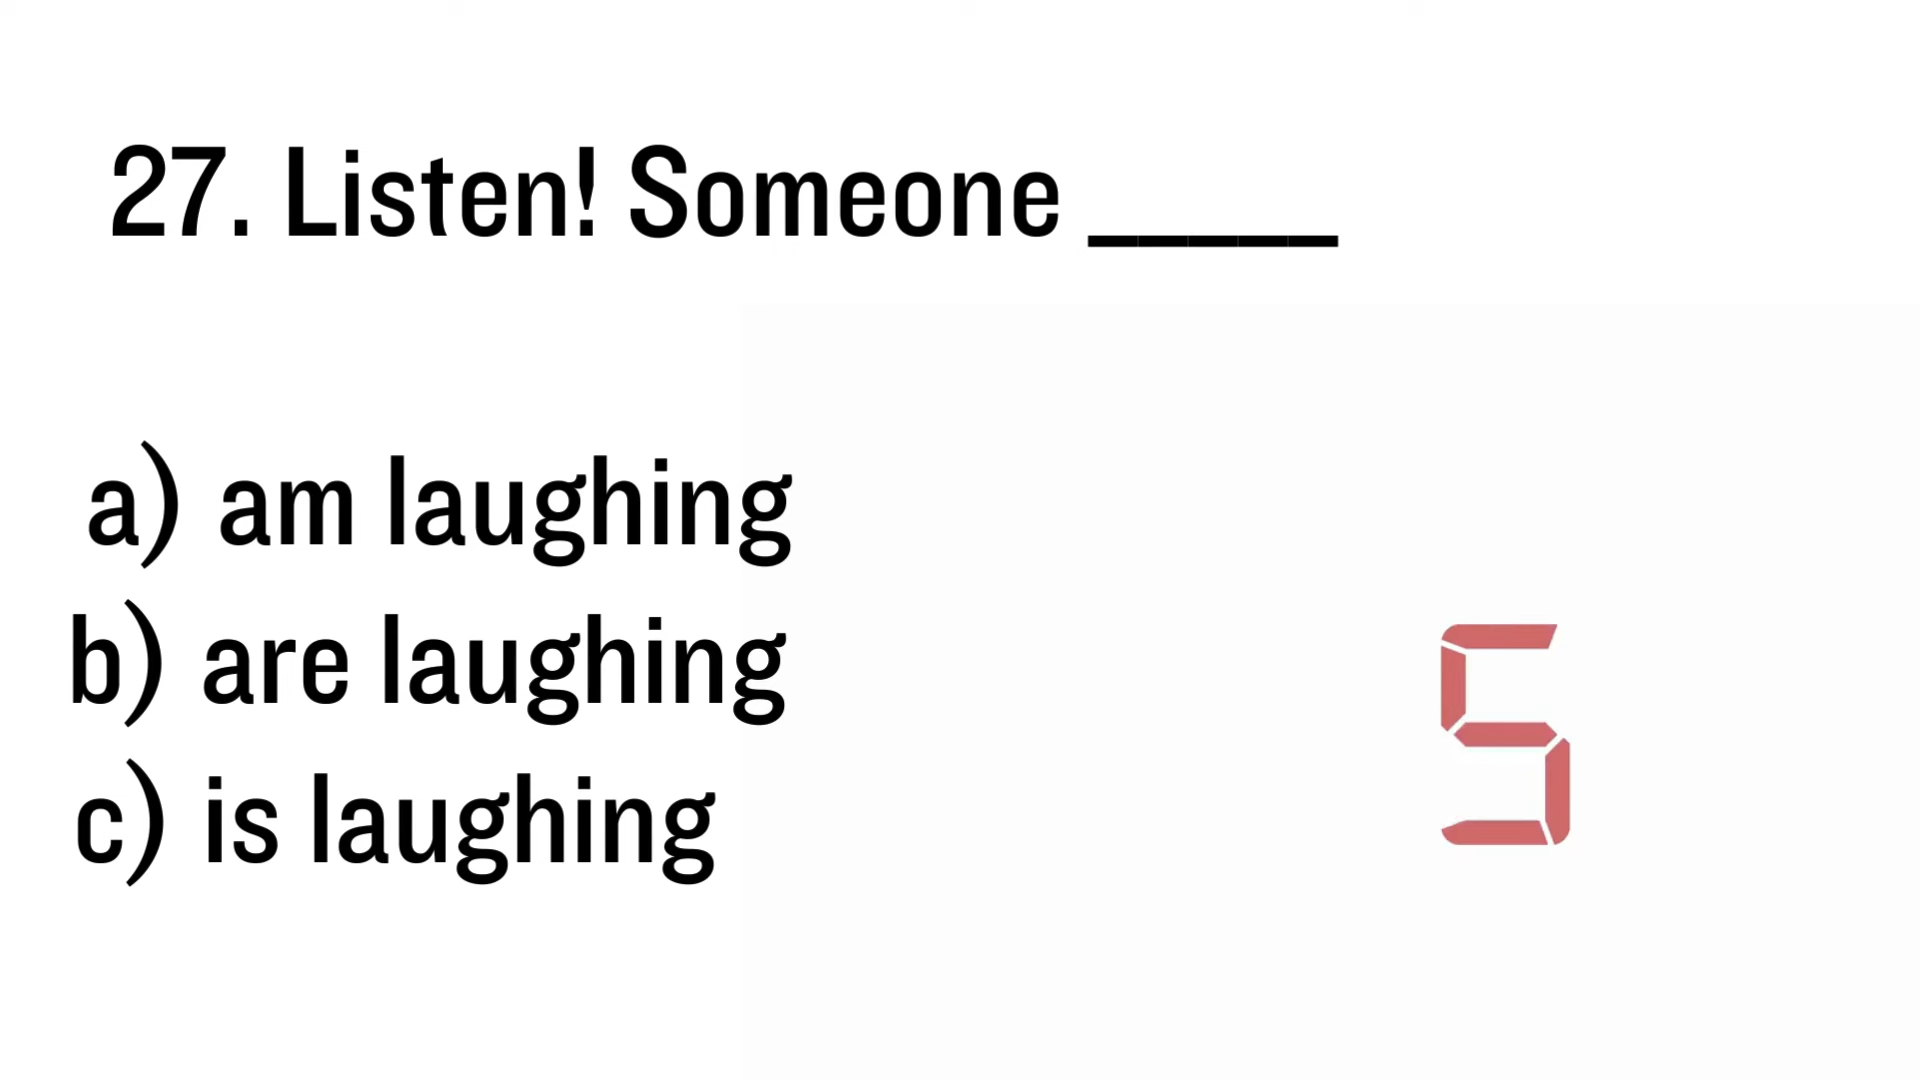 27. Listen! Someone _____
a) am laughing
b) are laughing
c) is laughing
5